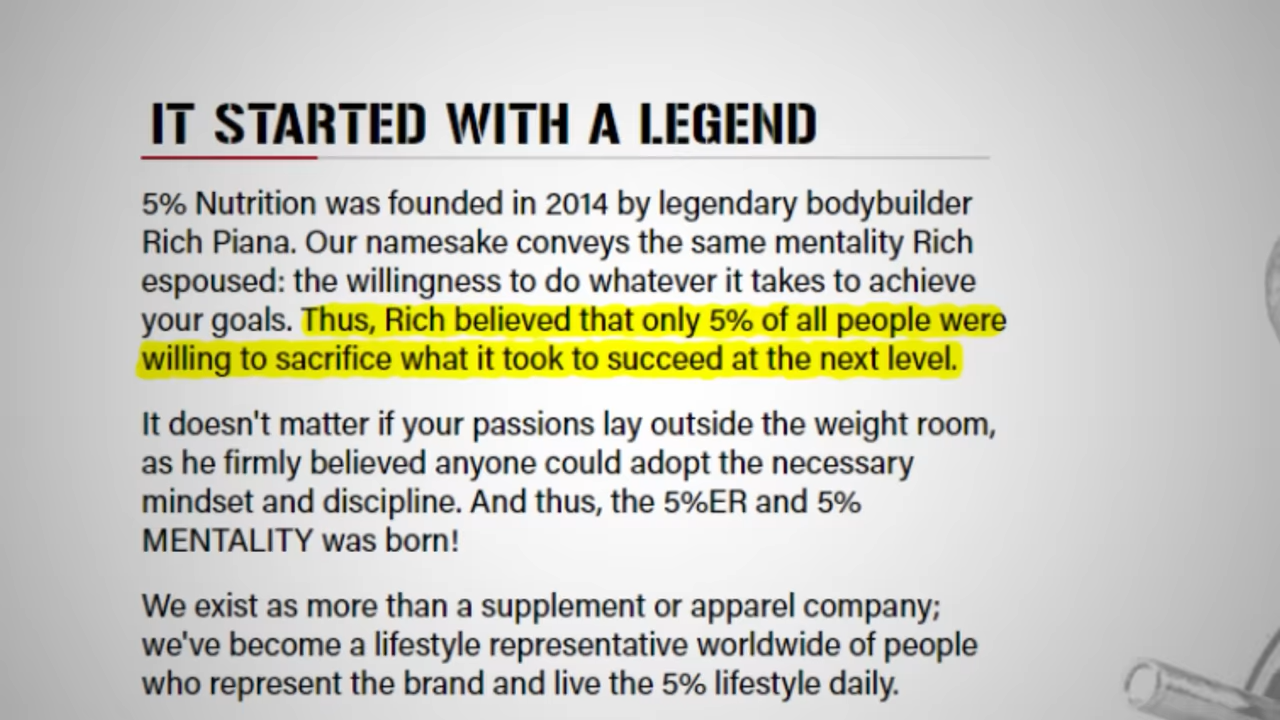 IT STARTED WITH A LEGEND
5% Nutrition was founded in 2014 by legendary bodybuilder
Rich Piana. Our namesake conveys the same mentality Rich
espoused: the willingness to do whatever it takes to achieve
your goals. Thus, Rich believed that only 5% of all people were
willing to sacrifice what it took to succeed at the next level.
It doesn't matter if your passions lay outside the weight room,
as he firmly believed anyone could adopt the necessary
mindset and discipline. And thus, the 5%ER and 5%
MENTALITY was born!
We exist as more than a supplement or apparel company;
we've become a lifestyle representative worldwide of people
who represent the brand and live the 5% lifestyle daily.